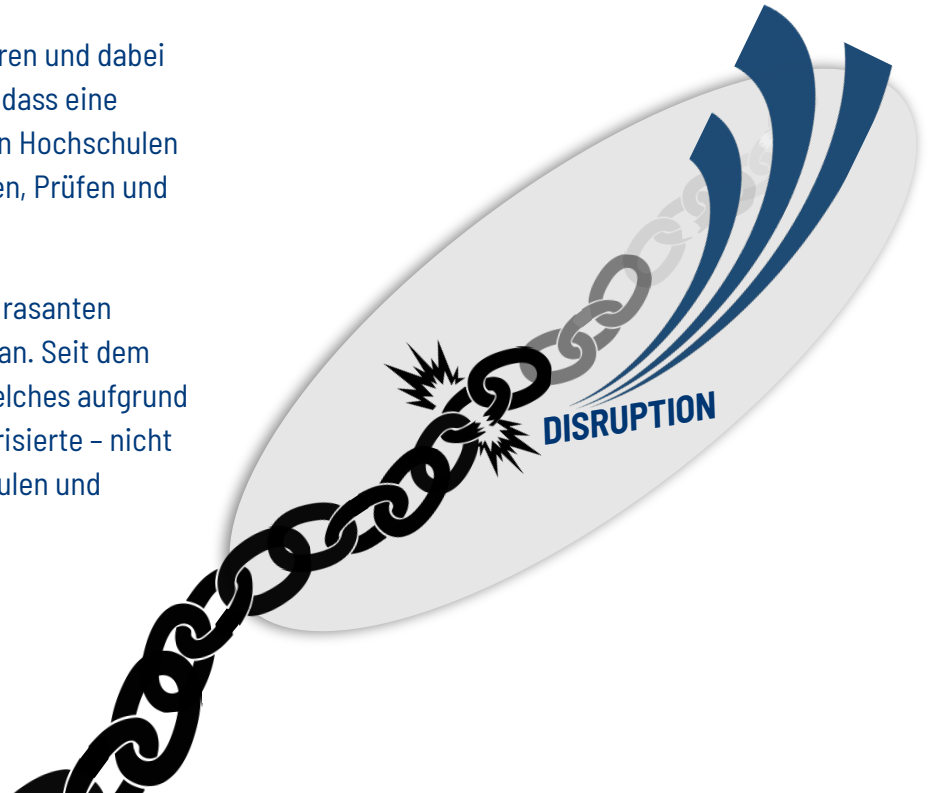 ren und dabei
dass eine
n Hochschulen
en, Prüfen und
rasanten
an. Seit dem
elches aufgrund
risierte – nicht
ulen und
DISRUPTION